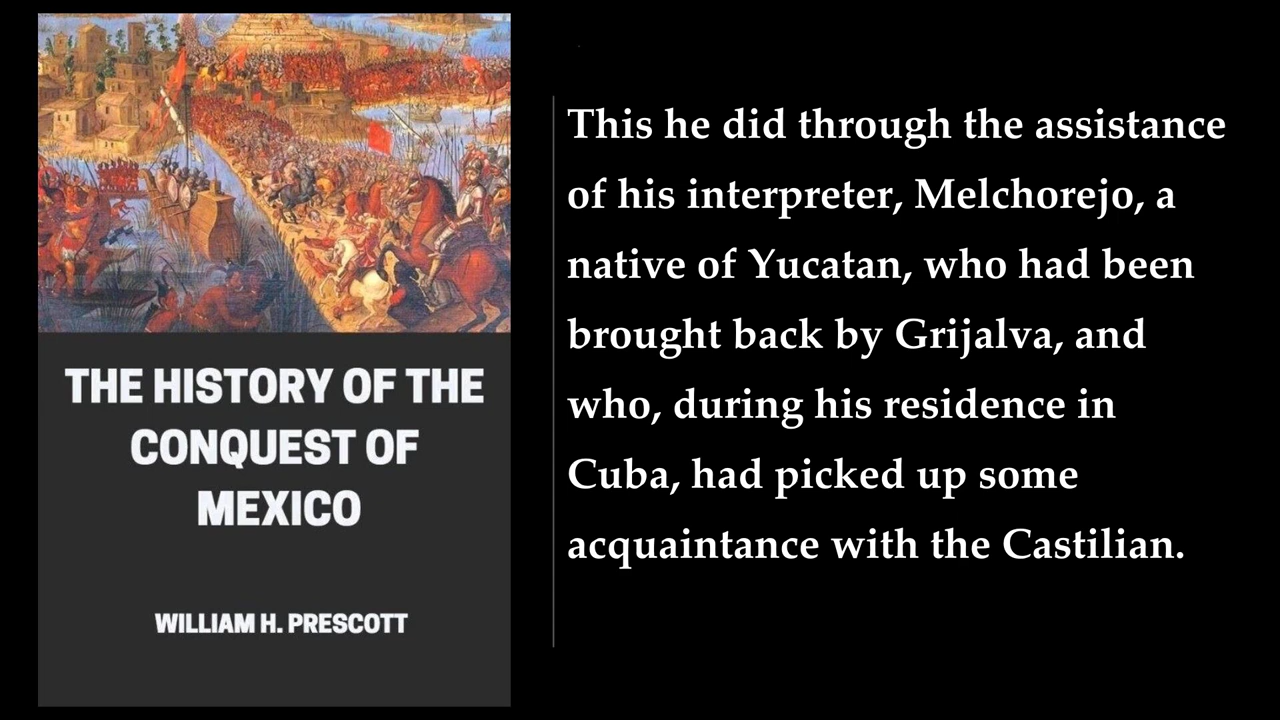 THE HISTORY OF THE
CONQUEST OF
MEXICO
WILLIAM H. PRESCOTT
This he did through the assistance
of his interpreter, Melchorejo, a
native of Yucatan, who had been
brought back by Grijalva, and
who, during his residence in
Cuba, had picked up some
acquaintance with the Castilian.